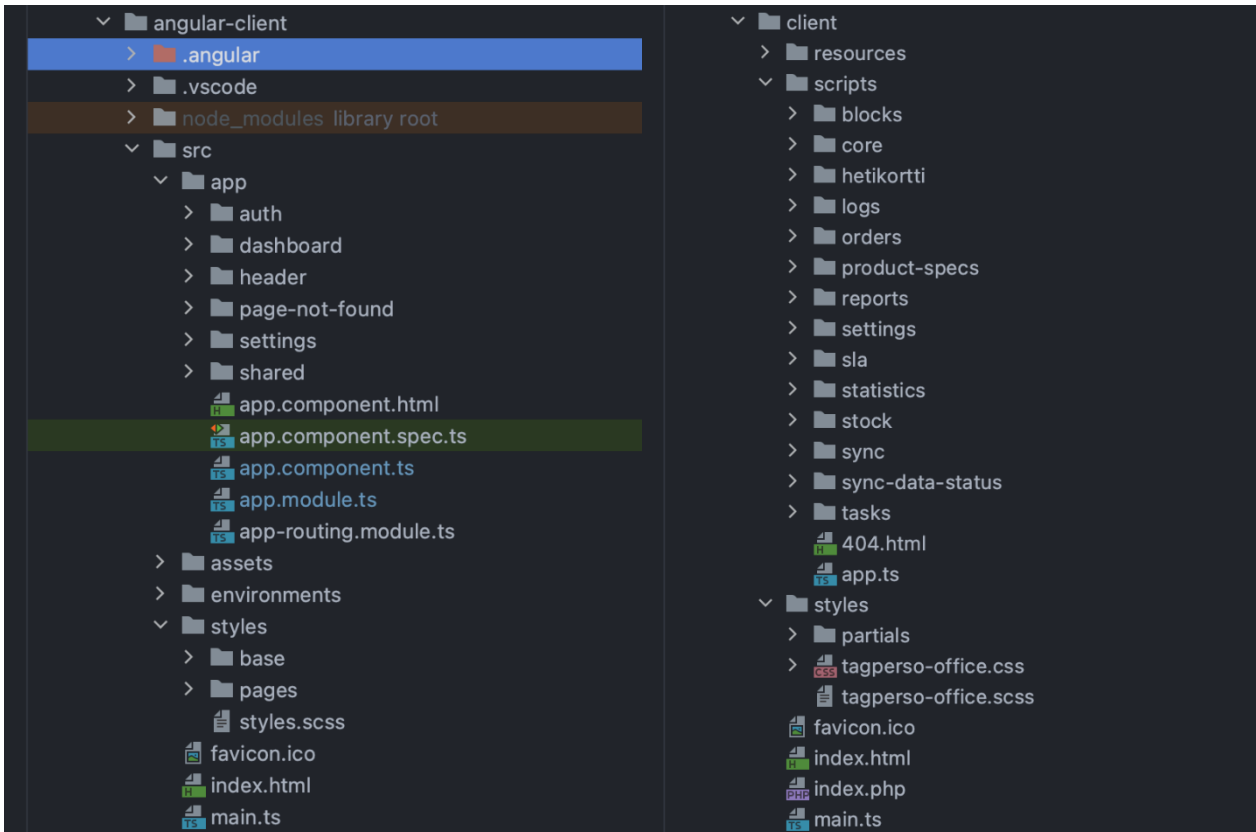 angular-client
.angular
.vscode
node_modules library root
src
app
auth
dashboard
header
page-not-found
settings
shared
app.component.html
app.component.spec.ts
app.component.ts
app.module.ts
app-routing.module.ts
assets
environments
styles
base
pages
styles.scss
favicon.ico
index.html
main.ts
client
resources
scripts
blocks
core
hetikortti
logs
orders
product-specs
reports
settings
sla
statistics
stock
sync
sync-data-status
tasks
404.html
app.ts
styles
partials
tagperso-office.css
tagperso-office.scss
favicon.ico
index.html
index.php
main.ts